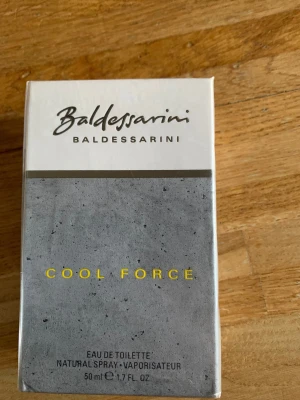 Baldessarini
BALDESSARINI
COOL FORCE
EAU DE TOILETTE
NATURAL SPRAY • VAPORISATEUR
50 ml ℮ 1.7 FL. OZ.